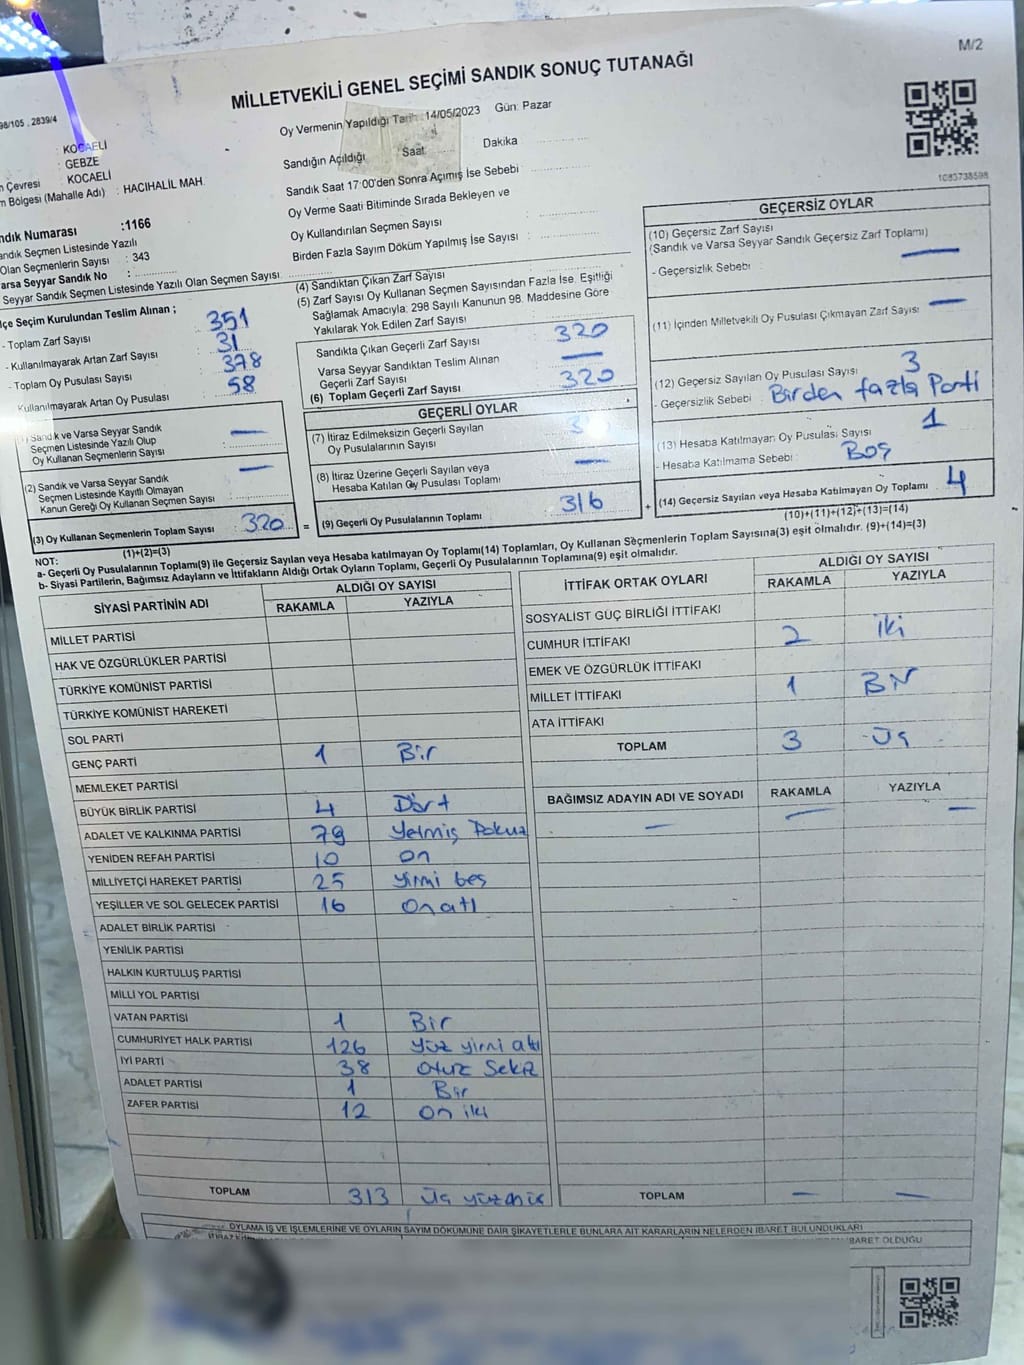 M/2
MİLLETVEKİLİ GENEL SEÇİMİ SANDIK SONUÇ TUTANAĞI
98/105 , 2839/4
: KOCAELİ
: GEBZE
Çevresi : KOCAELİ
Bölgesi (Mahalle Adı) : HACIHALİL MAH.
Numarası :1166
Sandık Seçmen Listesinde Yazılı
Olan Seçmenlerin Sayısı : 343
Varsa Seyyar Sandık No :
Seyyar Sandık Seçmen Listesinde Yazılı Olan Seçmen Sayısı
Oy Vermenin Yapıldığı Tarih : 14/05/2023 Gün: Pazar
Sandığın Açıldığı Saat Dakika
Sandık Saat 17:00'den Sonra Açımış İse Sebebi
Oy Verme Saati Bitiminde Sırada Bekleyen ve
Oy Kullandırılan Seçmen Sayısı :
Birden Fazla Sayım Döküm Yapılmış İse Sayısı :
1083738598
İlçe Seçim Kurulundan Teslim Alınan ;
- Toplam Zarf Sayısı : 351
- Kullanılmayarak Artan Zarf Sayısı : 31
- Toplam Oy Pusulası Sayısı : 378
Kullanılmayarak Artan Oy Pusulası : 58
(1) Sandık ve Varsa Seyyar Sandık
Seçmen Listesinde Yazılı Olup
Oy Kullanan Seçmenlerin Sayısı : —
(2) Sandık ve Varsa Seyyar Sandık
Seçmen Listesinde Kayıtlı Olmayan
Kanun Gereği Oy Kullanan Seçmen Sayısı : —
(3) Oy Kullanan Seçmenlerin Toplam Sayısı : 320
(1)+(2)=(3)
(4) Sandıktan Çıkan Zarf Sayısı
(5) Zarf Sayısı Oy Kullanan Seçmen Sayısından Fazla İse, Eşitliği
Sağlamak Amacıyla; 298 Sayılı Kanunun 98. Maddesine Göre
Yakılarak Yok Edilen Zarf Sayısı
Sandıkta Çıkan Geçerli Zarf Sayısı : 320
Varsa Seyyar Sandıktan Teslim Alınan
Geçerli Zarf Sayısı : —
(6) Toplam Geçerli Zarf Sayısı : 320
GEÇERLİ OYLAR
(7) İtiraz Edilmeksizin Geçerli Sayılan
Oy Pusulalarının Sayısı :
(8) İtiraz Üzerine Geçerli Sayılan veya
Hesaba Katılan Oy Pusulası Toplamı : —
= (9) Geçerli Oy Pusulalarının Toplamı : 316
GEÇERSİZ OYLAR
(10) Geçersiz Zarf Sayısı
(Sandık ve Varsa Seyyar Sandık Geçersiz Zarf Toplamı)
- Geçersizlik Sebebi : —
(11) İçinden Milletvekili Oy Pusulası Çıkmayan Zarf Sayısı : —
(12) Geçersiz Sayılan Oy Pusulası Sayısı : 3
- Geçersizlik Sebebi : Birden fazla Parti
(13) Hesaba Katılmayan Oy Pusulası Sayısı : 1
- Hesaba Katılmama Sebebi : Boş
+ (14) Geçersiz Sayılan veya Hesaba Katılmayan Oy Toplamı : 4
(10)+(11)+(12)+(13)=(14)
NOT:
a- Geçerli Oy Pusulalarının Toplamı(9) ile Geçersiz Sayılan veya Hesaba katılmayan Oy Toplamı(14) Toplamları, Oy Kullanan Seçmenlerin Toplam Sayısına(3) eşit olmalıdır. (9)+(14)=(3)
b- Siyasi Partilerin, Bağımsız Adayların ve İttifakların Aldığı Ortak Oyların Toplamı, Geçerli Oy Pusulalarının Toplamına(9) eşit olmalıdır.
SİYASİ PARTİNİN ADI ALDIĞI OY SAYISI
RAKAMLA YAZIYLA
MİLLET PARTİSİ
HAK VE ÖZGÜRLÜKLER PARTİSİ
TÜRKİYE KOMÜNİST PARTİSİ
TÜRKİYE KOMÜNİST HAREKETİ
SOL PARTİ
GENÇ PARTİ 1 Bir
MEMLEKET PARTİSİ
BÜYÜK BİRLİK PARTİSİ 4 Dört
ADALET VE KALKINMA PARTİSİ 79 Yetmiş Dokuz
YENİDEN REFAH PARTİSİ 10 on
MİLLİYETÇİ HAREKET PARTİSİ 25 yirmi beş
YEŞİLLER VE SOL GELECEK PARTİSİ 16 on altı
ADALET BİRLİK PARTİSİ
YENİLİK PARTİSİ
HALKIN KURTULUŞ PARTİSİ
MİLLİ YOL PARTİSİ
VATAN PARTİSİ 1 Bir
CUMHURİYET HALK PARTİSİ 126 yüz yirmi altı
İYİ PARTİ 38 otuz Sekiz
ADALET PARTİSİ 1 Bir
ZAFER PARTİSİ 12 on iki
TOPLAM 313 üç yüz onüç
İTTİFAK ORTAK OYLARI ALDIĞI OY SAYISI
RAKAMLA YAZIYLA
SOSYALİST GÜÇ BİRLİĞİ İTTİFAKI
CUMHUR İTTİFAKI 2 iki
EMEK VE ÖZGÜRLÜK İTTİFAKI
MİLLET İTTİFAKI 1 Bir
ATA İTTİFAKI
TOPLAM 3 üç
BAĞIMSIZ ADAYIN ADI VE SOYADI RAKAMLA YAZIYLA
— — —
TOPLAM — —
OYLAMA İŞ VE İŞLEMLERİNE VE OYLARIN SAYIM DÖKÜMÜNE DAİR ŞİKAYETLERLE BUNLARA AİT KARARLARIN NELERDEN İBARET BULUNDUKLARI
İBARET OLDUĞU